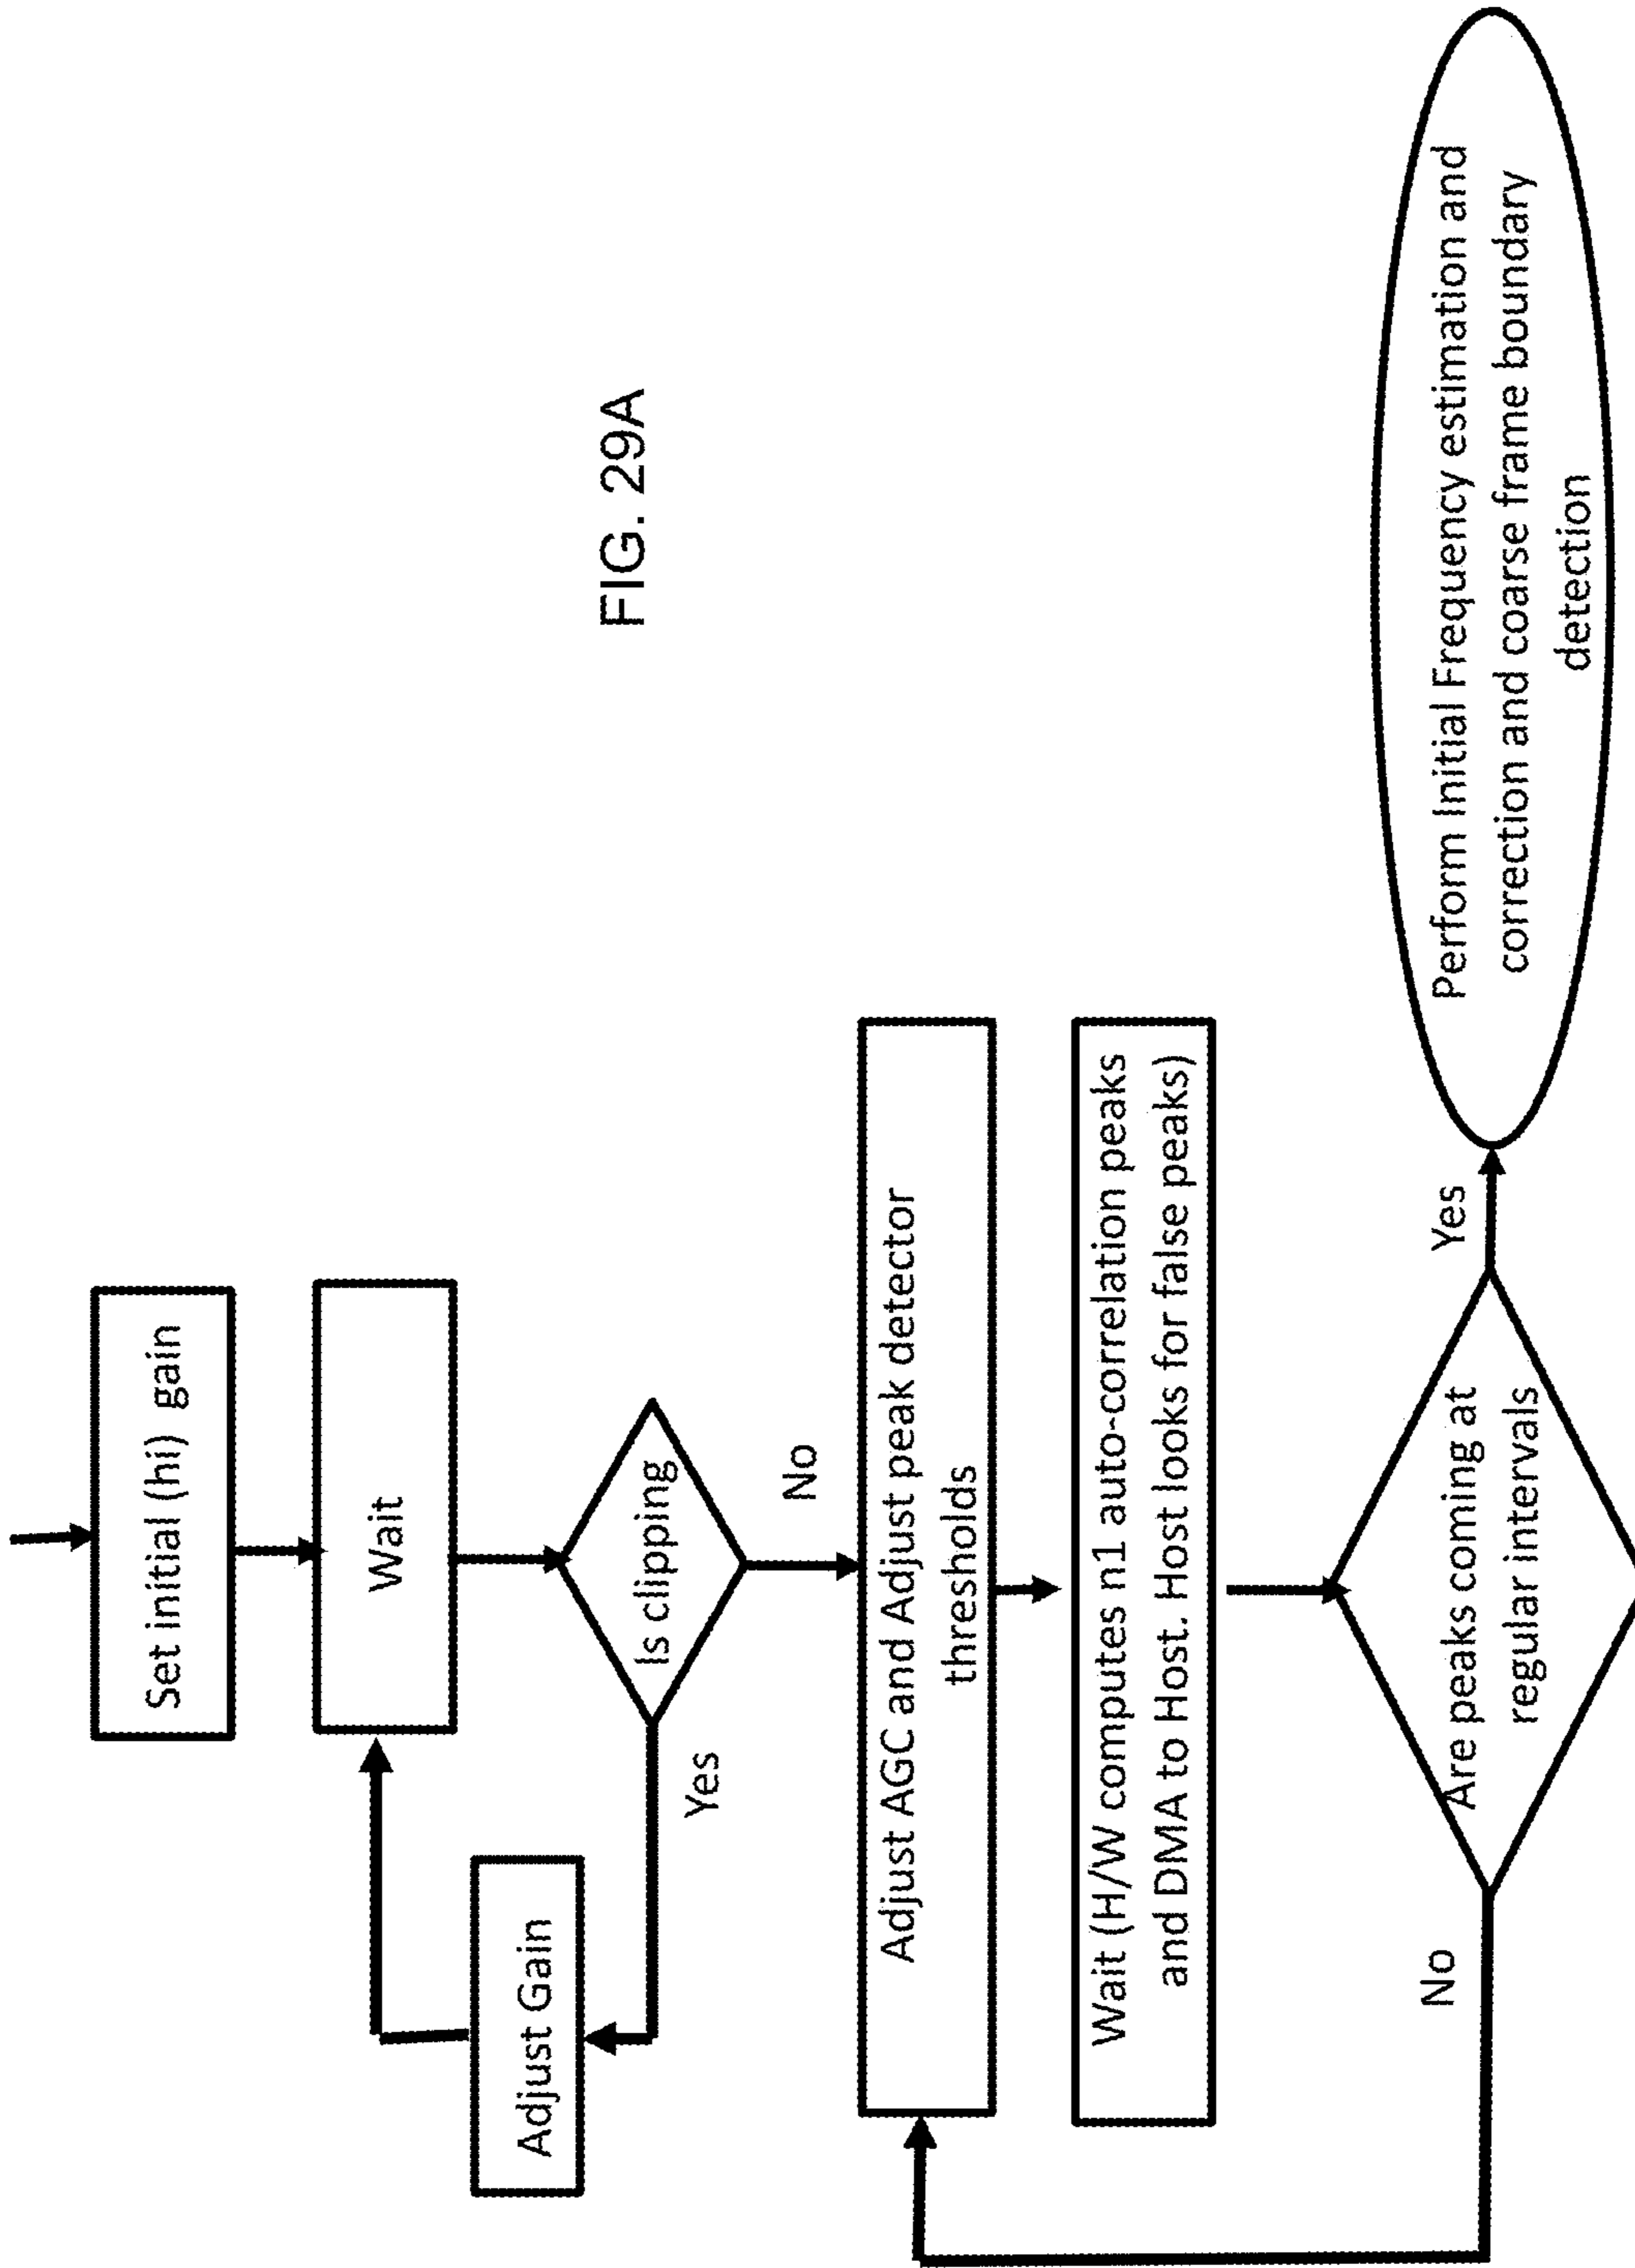 Set initial (hi) gain
Wait
Adjust Gain
Is clipping
Yes
No
FIG. 29A
Adjust AGC and Adjust peak detector
thresholds
Wait (H/W computes n1 auto-correlation peaks
and DMA to Host. Host looks for false peaks)
Are peaks coming at
regular intervals
No
Yes
Perform Initial Frequency estimation and
correction and coarse frame boundary
detection